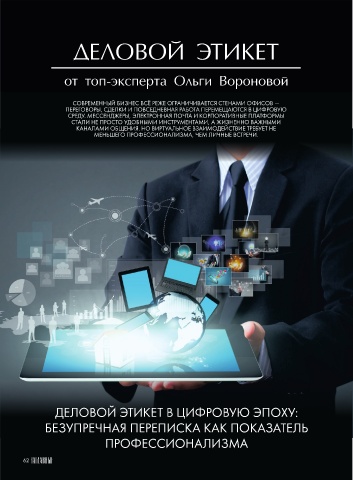 ДЕЛОВОЙ ЭТИКЕТ
от топ-эксперта Ольги Вороновой
СОВРЕМЕННЫЙ БИЗНЕС ВСЁ РЕЖЕ ОГРАНИЧИВАЕТСЯ СТЕНАМИ ОФИСОВ —
ПЕРЕГОВОРЫ, СДЕЛКИ И ПОВСЕДНЕВНАЯ РАБОТА ПЕРЕМЕЩАЮТСЯ В ЦИФРОВУЮ
СРЕДУ. МЕССЕНДЖЕРЫ, ЭЛЕКТРОННАЯ ПОЧТА И КОРПОРАТИВНЫЕ ПЛАТФОРМЫ
СТАЛИ НЕ ПРОСТО УДОБНЫМИ ИНСТРУМЕНТАМИ, А ЖИЗНЕННО ВАЖНЫМИ
КАНАЛАМИ ОБЩЕНИЯ. НО ВИРТУАЛЬНОЕ ВЗАИМОДЕЙСТВИЕ ТРЕБУЕТ НЕ
МЕНЬШЕГО ПРОФЕССИОНАЛИЗМА, ЧЕМ ЛИЧНЫЕ ВСТРЕЧИ.
ДЕЛОВОЙ ЭТИКЕТ В ЦИФРОВУЮ ЭПОХУ:
БЕЗУПРЕЧНАЯ ПЕРЕПИСКА КАК ПОКАЗАТЕЛЬ
ПРОФЕССИОНАЛИЗМА
62